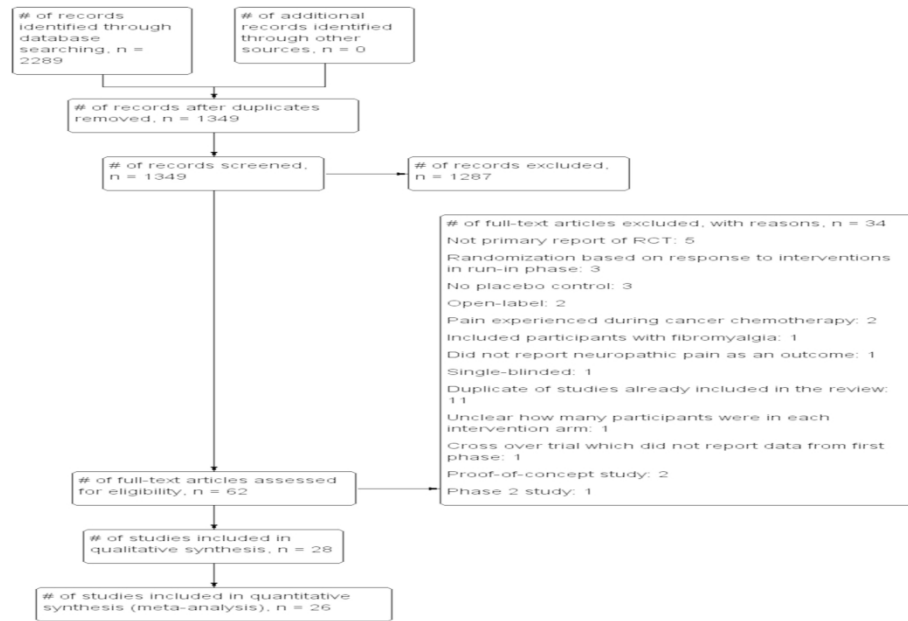 # of records
identified through
database
searching, n =
2289
# of additional
records identified
through other
sources, n = 0
# of records after duplicates
removed, n = 1349
# of records screened,
n = 1349
# of records excluded,
n = 1287
# of full-text articles excluded, with reasons, n = 34
Not primary report of RCT: 5
Randomization based on response to interventions
in run-in phase: 3
No placebo control: 3
Open-label: 2
Pain experienced during cancer chemotherapy: 2
Included participants with fibromyalgia: 1
Did not report neuropathic pain as an outcome: 1
Single-blinded: 1
Duplicate of studies already included in the review:
11
Unclear how many participants were in each
intervention arm: 1
Cross over trial which did not report data from first
phase: 1
Proof-of-concept study: 2
Phase 2 study: 1
# of full-text articles assessed
for eligibility, n = 62
# of studies included in
qualitative synthesis, n = 28
# of studies included in quantitative
synthesis (meta-analysis), n = 26